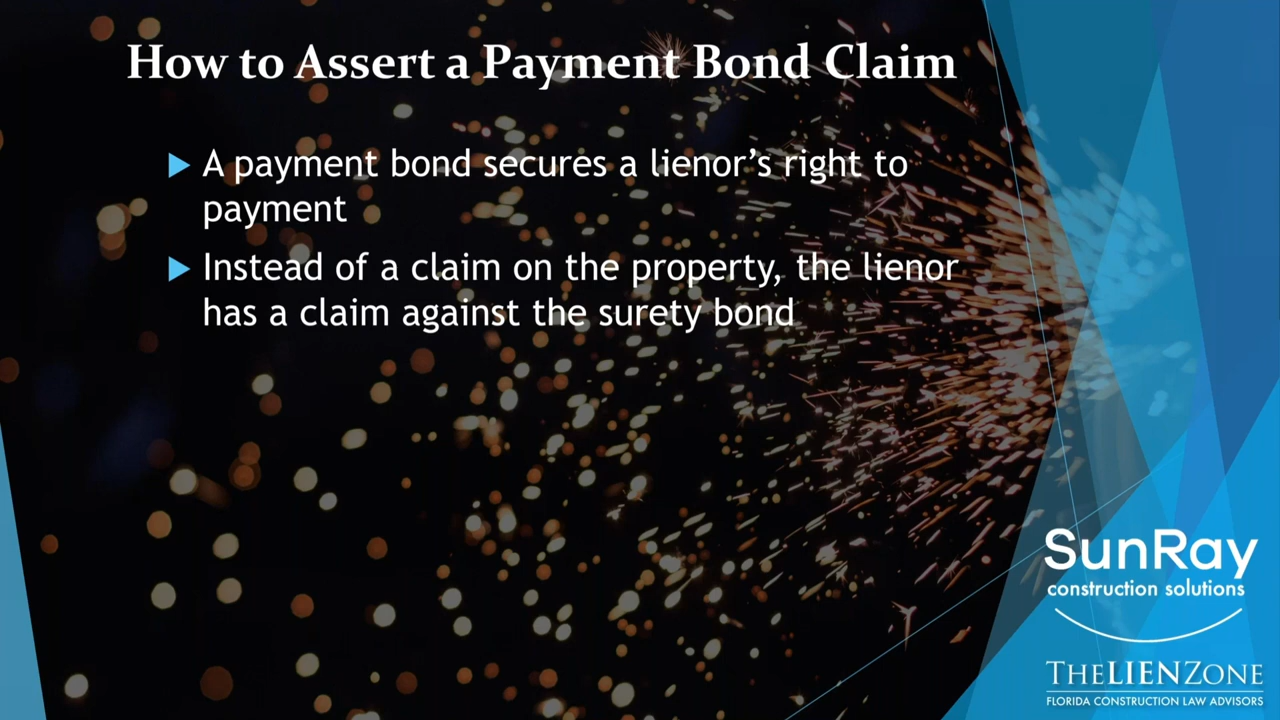 How to Assert a Payment Bond Claim
A payment bond secures a lienor’s right to
payment
Instead of a claim on the property, the lienor
has a claim against the surety bond
SunRay
construction solutions
THELIENZONE
FLORIDA CONSTRUCTION LAW ADVISORS